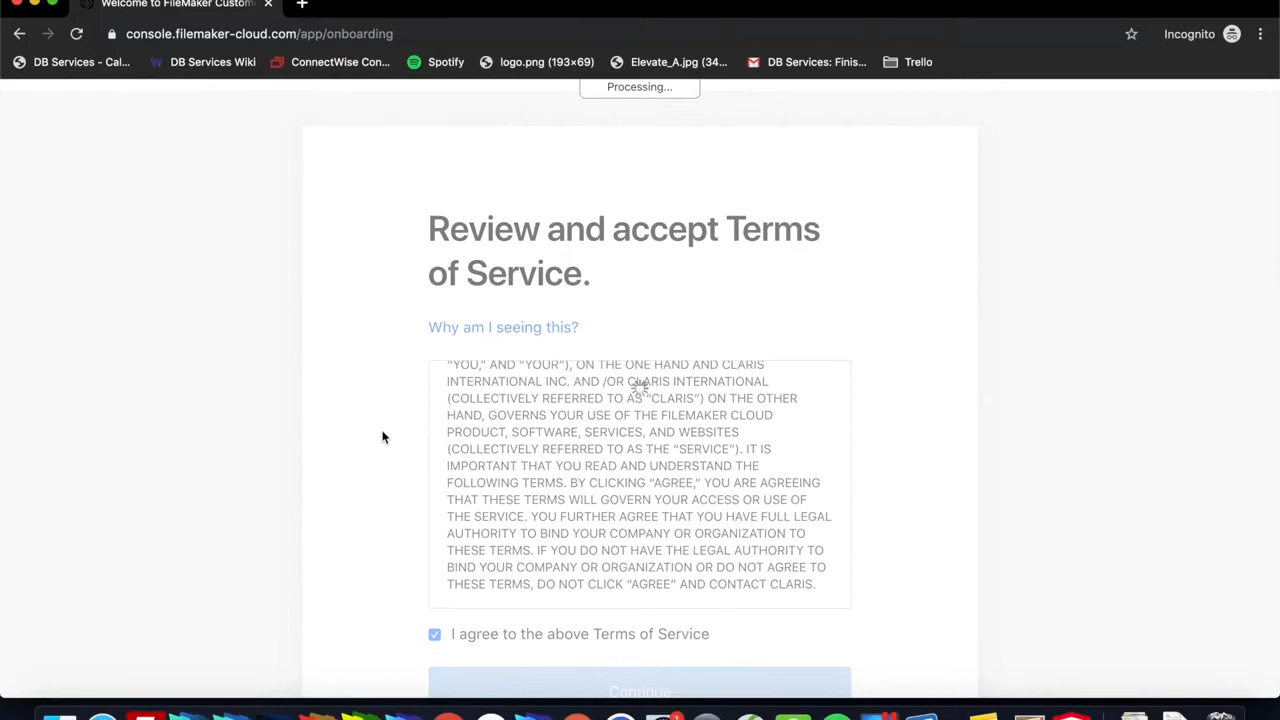 Welcome to FileMaker Custom
console.filemaker-cloud.com/app/onboarding
Incognito
DB Services - Cal...
DB Services Wiki
ConnectWise Con...
Spotify
logo.png (193×69)
Elevate_A.jpg (34...
DB Services: Finis...
Trello
Processing...
Review and accept Terms
of Service.
Why am I seeing this?
“YOU,” AND “YOUR”), ON THE ONE HAND AND CLARIS
INTERNATIONAL INC. AND /OR CLARIS INTERNATIONAL
(COLLECTIVELY REFERRED TO AS “CLARIS”) ON THE OTHER
HAND, GOVERNS YOUR USE OF THE FILEMAKER CLOUD
PRODUCT, SOFTWARE, SERVICES, AND WEBSITES
(COLLECTIVELY REFERRED TO AS THE “SERVICE”). IT IS
IMPORTANT THAT YOU READ AND UNDERSTAND THE
FOLLOWING TERMS. BY CLICKING “AGREE,” YOU ARE AGREEING
THAT THESE TERMS WILL GOVERN YOUR ACCESS OR USE OF
THE SERVICE. YOU FURTHER AGREE THAT YOU HAVE FULL LEGAL
AUTHORITY TO BIND YOUR COMPANY OR ORGANIZATION TO
THESE TERMS. IF YOU DO NOT HAVE THE LEGAL AUTHORITY TO
BIND YOUR COMPANY OR ORGANIZATION OR DO NOT AGREE TO
THESE TERMS, DO NOT CLICK “AGREE” AND CONTACT CLARIS.
I agree to the above Terms of Service
Continue
1